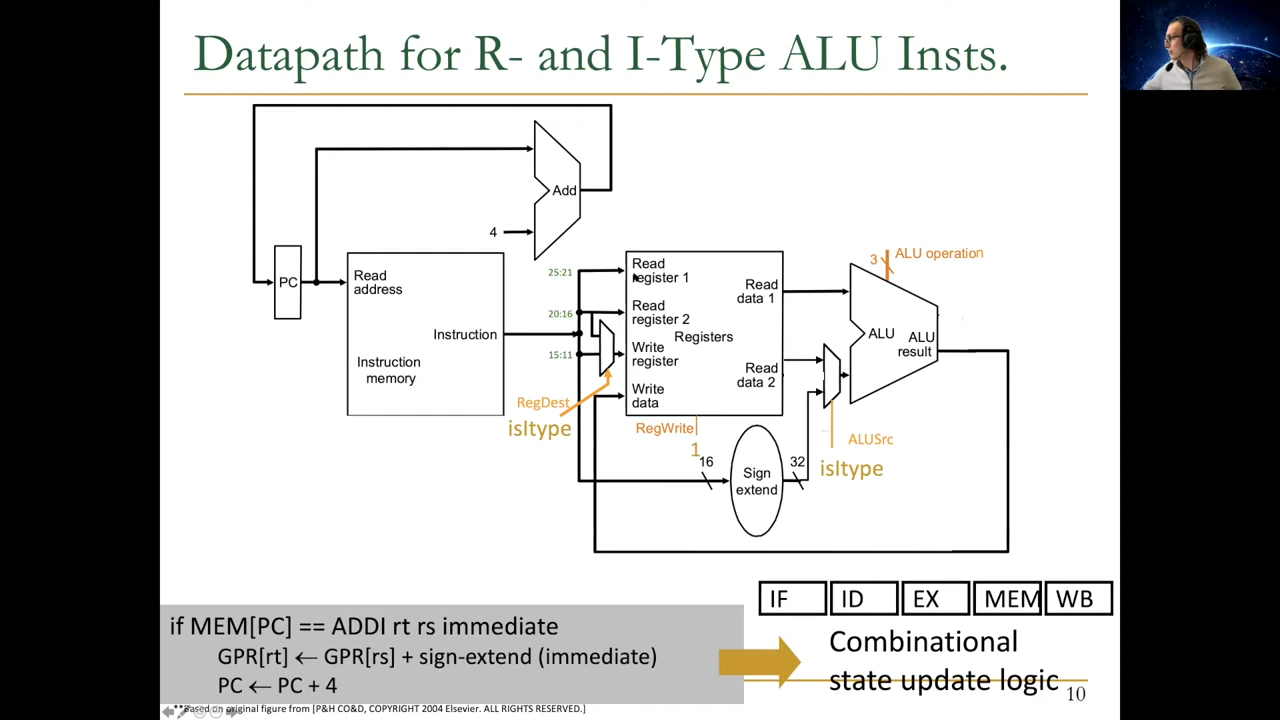 Datapath for R- and I-Type ALU Insts.
Add
4
PC
Read
address
Instruction
Instruction
memory
25:21
20:16
15:11
Read
register 1
Read
register 2
Registers
Write
register
Write
data
Read
data 1
Read
data 2
RegDest
isItype
RegWrite
1
16
Sign
extend
32
3
ALU operation
ALU
ALU
result
ALUSrc
isItype
IF
ID
EX
MEM
WB
if MEM[PC] == ADDI rt rs immediate
GPR[rt] ← GPR[rs] + sign-extend (immediate)
PC ← PC + 4
Combinational
state update logic
10
**Based on original figure from [P&H CO&D, COPYRIGHT 2004 Elsevier. ALL RIGHTS RESERVED.]